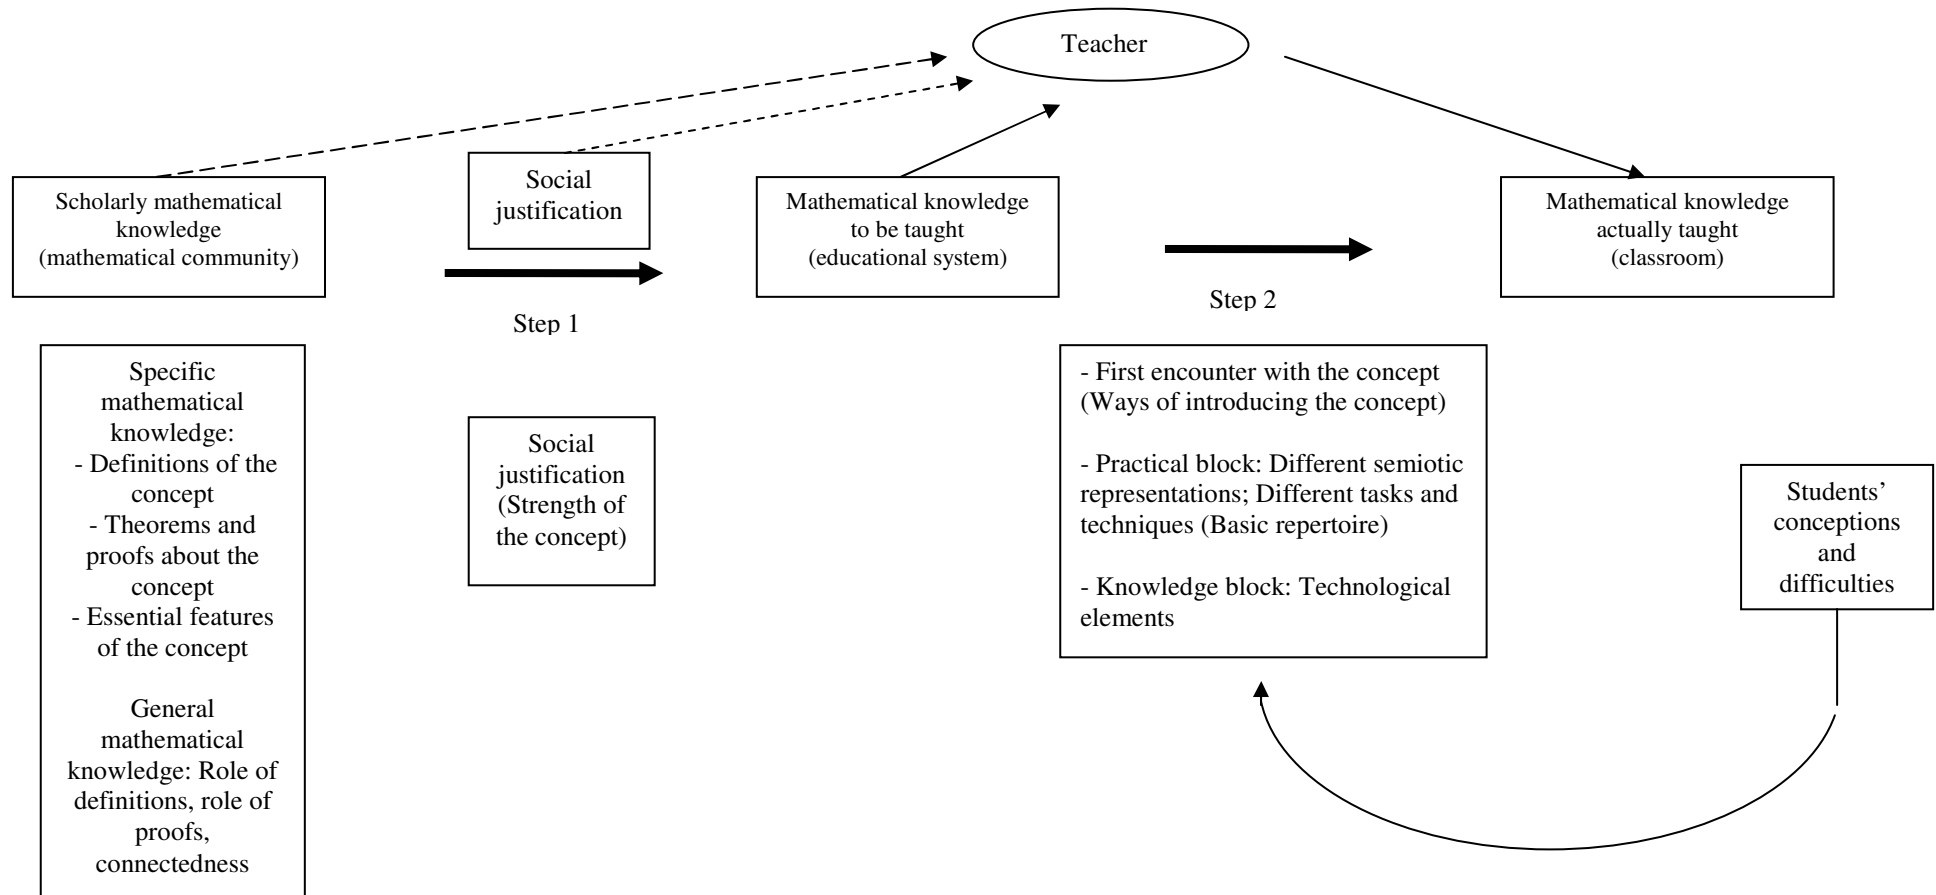 Teacher
Scholarly mathematical
knowledge
(mathematical community)
Social
justification
Mathematical knowledge
to be taught
(educational system)
Mathematical knowledge
actually taught
(classroom)
Step 1
Step 2
Specific
mathematical
knowledge:
- Definitions of the
concept
- Theorems and
proofs about the
concept
- Essential features
of the concept
General
mathematical
knowledge: Role of
definitions, role of
proofs,
connectedness
Social
justification
(Strength of
the concept)
- First encounter with the concept
(Ways of introducing the concept)
- Practical block: Different semiotic
representations; Different tasks and
techniques (Basic repertoire)
- Knowledge block: Technological
elements
Students’
conceptions
and
difficulties